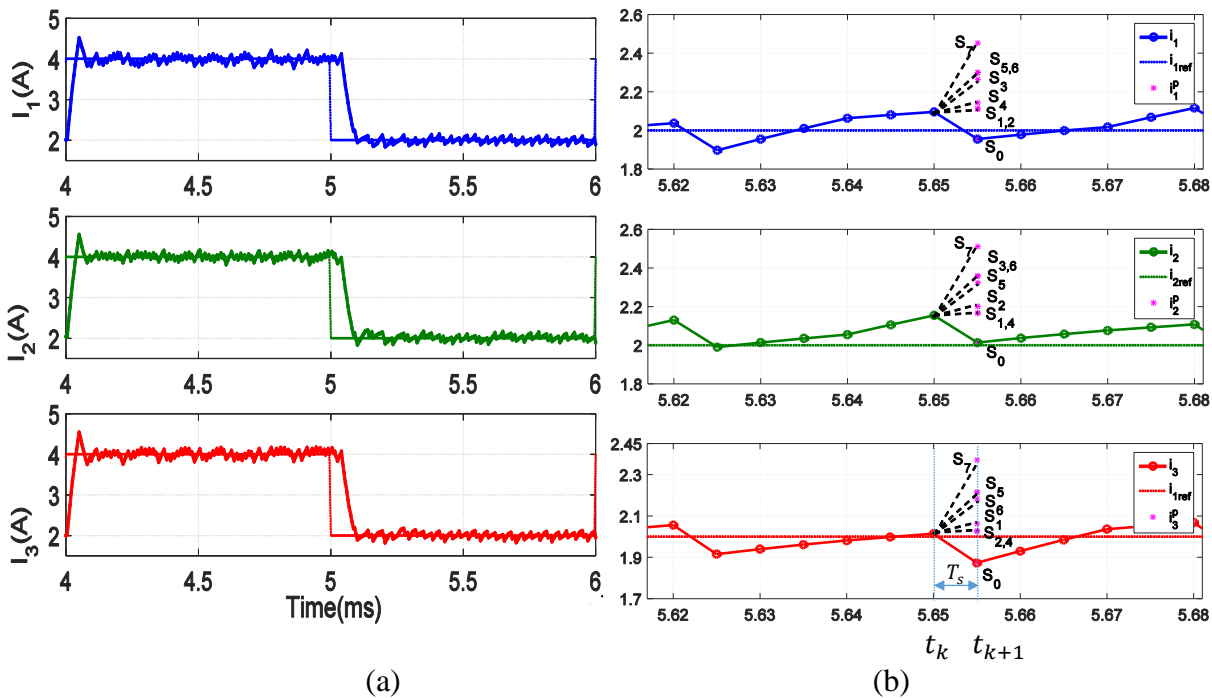 5
4
3
2
I₁(A)
4 4.5 5 5.5 6
5
4
3
2
I₂(A)
4 4.5 5 5.5 6
5
4
3
2
I₃(A)
4 4.5 5 5.5 6
Time(ms)
(a)
2.6
2.4
2.2
2
1.8
S₇
S₅,₆
S₃
S₄
S₁,₂
S₀
i₁
i₁ref
i₁ᵖ
5.62 5.63 5.64 5.65 5.66 5.67 5.68
2.6
2.4
2.2
2
1.8
S₇
S₃,₆
S₅
S₂
S₁,₄
S₀
i₂
i₂ref
i₂ᵖ
5.62 5.63 5.64 5.65 5.66 5.67 5.68
2.45
2.3
2.1
1.9
1.7
S₇
S₅
S₆
S₁
S₂,₄
S₀
Tₛ
i₃
i₁ref
i₃ᵖ
5.62 5.63 5.64 5.65 5.66 5.67 5.68
tₖ tₖ₊₁
(b)